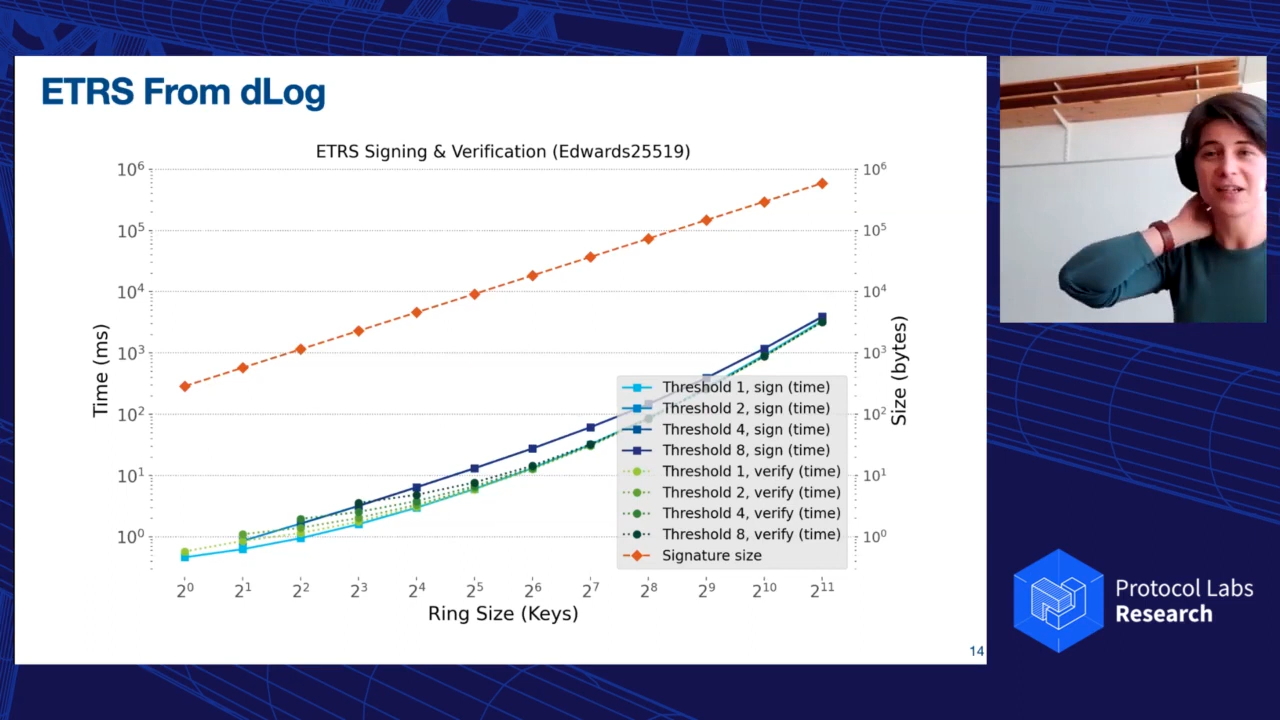 ETRS From dLog
ETRS Signing & Verification (Edwards25519)
10⁶
10⁵
10⁴
10³
10²
10¹
10⁰
Time (ms)
10⁶
10⁵
10⁴
10³
10²
10¹
10⁰
Size (bytes)
Threshold 1, sign (time)
Threshold 2, sign (time)
Threshold 4, sign (time)
Threshold 8, sign (time)
Threshold 1, verify (time)
Threshold 2, verify (time)
Threshold 4, verify (time)
Threshold 8, verify (time)
Signature size
2⁰ 2¹ 2² 2³ 2⁴ 2⁵ 2⁶ 2⁷ 2⁸ 2⁹ 2¹⁰ 2¹¹
Ring Size (Keys)
14
Protocol Labs
Research